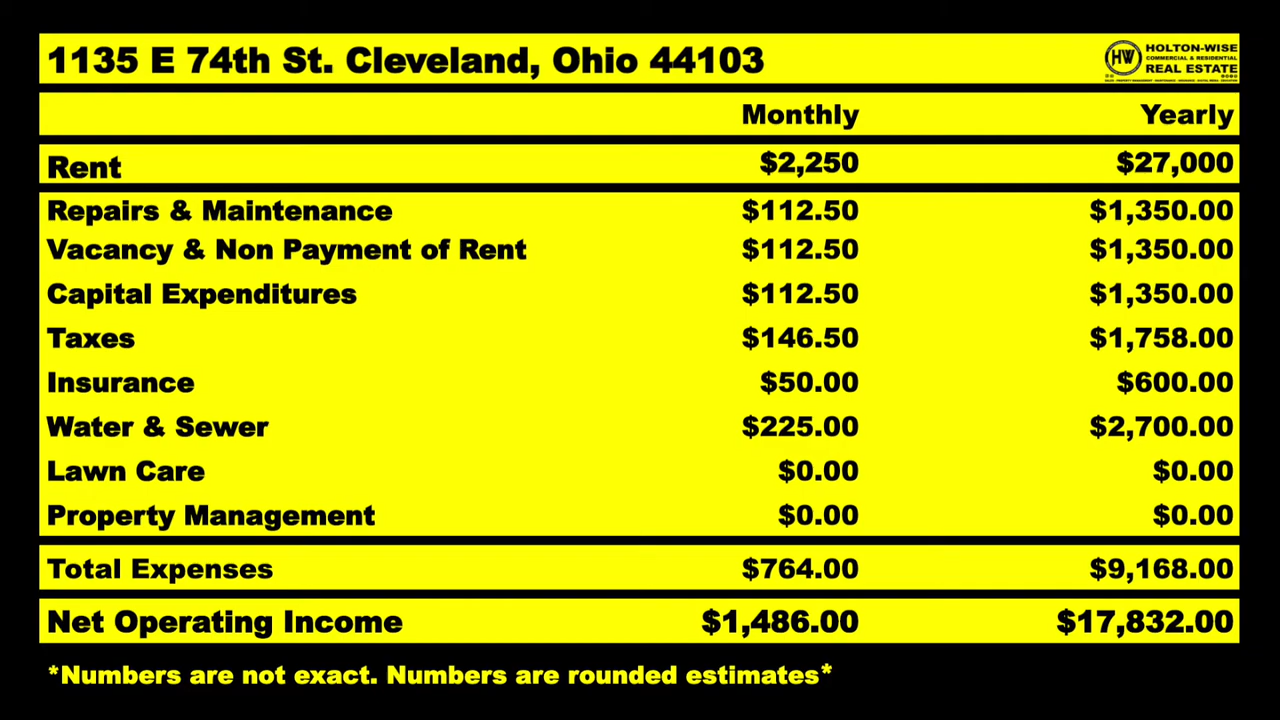 1135 E 74th St. Cleveland, Ohio 44103
HW
HOLTON-WISE
COMMERCIAL & RESIDENTIAL
REAL ESTATE
Monthly Yearly
Rent $2,250 $27,000
Repairs & Maintenance $112.50 $1,350.00
Vacancy & Non Payment of Rent $112.50 $1,350.00
Capital Expenditures $112.50 $1,350.00
Taxes $146.50 $1,758.00
Insurance $50.00 $600.00
Water & Sewer $225.00 $2,700.00
Lawn Care $0.00 $0.00
Property Management $0.00 $0.00
Total Expenses $764.00 $9,168.00
Net Operating Income $1,486.00 $17,832.00
*Numbers are not exact. Numbers are rounded estimates*